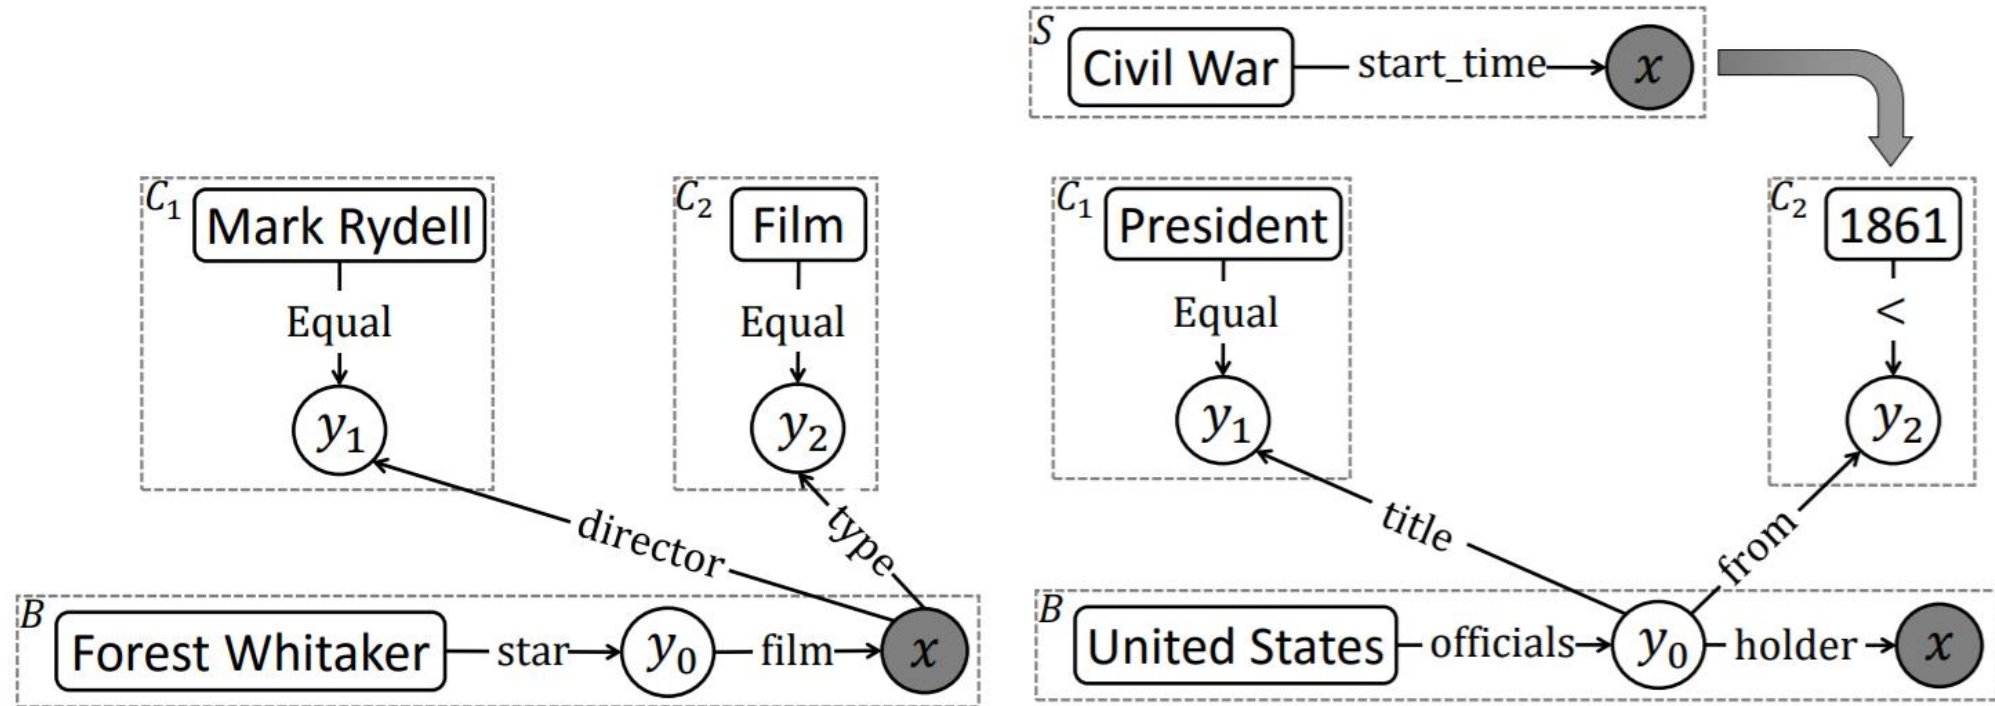 S
Civil War
start_time
x
C1
Mark Rydell
Equal
y1
C2
Film
Equal
y2
director
type
B
Forest Whitaker
star
y0
film
x
C1
President
Equal
y1
C2
1861
<
y2
title
from
B
United States
officials
y0
holder
x